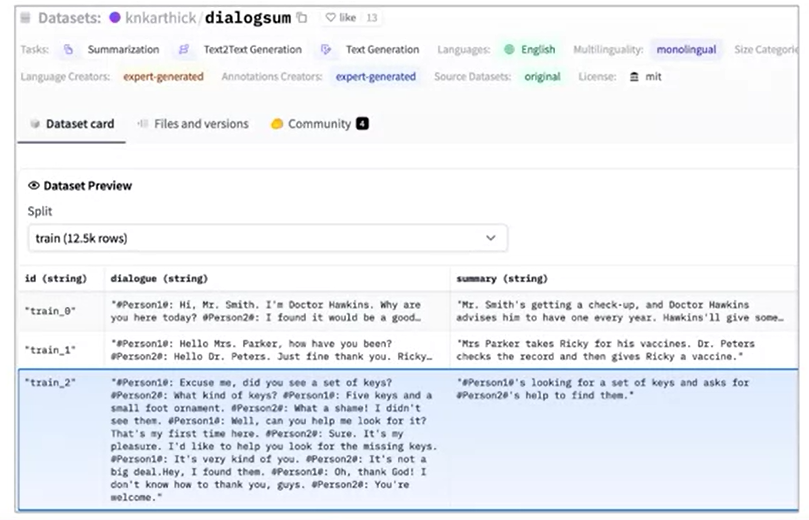 Datasets: knkarthick/dialogsum like 13
Tasks: Summarization Text2Text Generation Text Generation Languages: English Multilinguality: monolingual Size Categorie
Language Creators: expert-generated Annotations Creators: expert-generated Source Datasets: original License: mit
Dataset card Files and versions Community 4
Dataset Preview
Split
train (12.5k rows)
id (string) dialogue (string) summary (string)
"train_0"
"#Person1#: Hi, Mr. Smith. I'm Doctor Hawkins. Why are
you here today? #Person2#: I found it would be a good…
"Mr. Smith's getting a check-up, and Doctor Hawkins
advises him to have one every year. Hawkins'll give some…
"train_1"
"#Person1#: Hello Mrs. Parker, how have you been?
#Person2#: Hello Dr. Peters. Just fine thank you. Ricky…
"Mrs Parker takes Ricky for his vaccines. Dr. Peters
checks the record and then gives Ricky a vaccine."
"train_2"
"#Person1#: Excuse me, did you see a set of keys?
#Person2#: What kind of keys? #Person1#: Five keys and a
small foot ornament. #Person2#: What a shame! I didn't
see them. #Person1#: Well, can you help me look for it?
That's my first time here. #Person2#: Sure. It's my
pleasure. I'd like to help you look for the missing keys.
#Person1#: It's very kind of you. #Person2#: It's not a
big deal.Hey, I found them. #Person1#: Oh, thank God! I
don't know how to thank you, guys. #Person2#: You're
welcome."
"#Person1#'s looking for a set of keys and asks for
#Person2#'s help to find them."